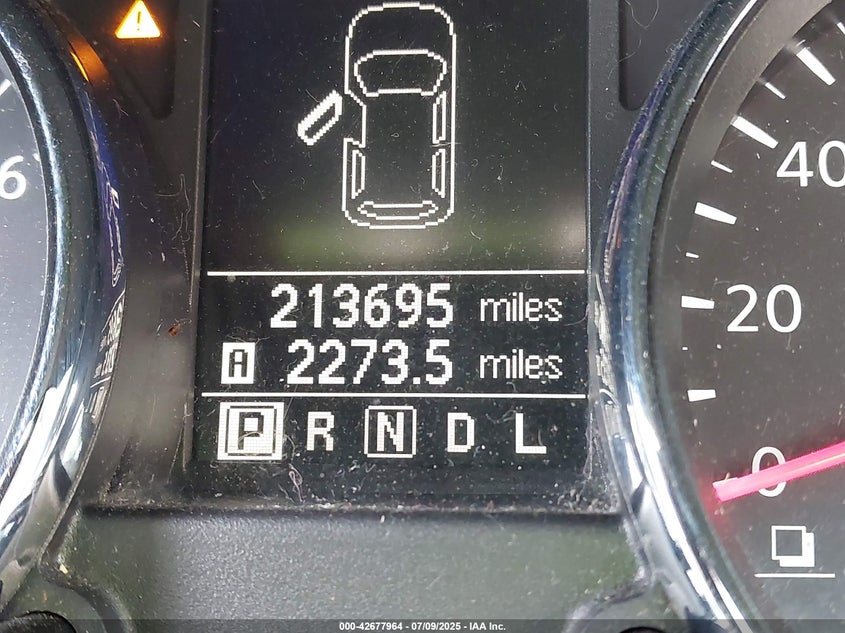 6
40
20
0
213695 miles
A 2273.5 miles
P R N D L
000-42677964 - 07/09/2025 - IAA Inc.